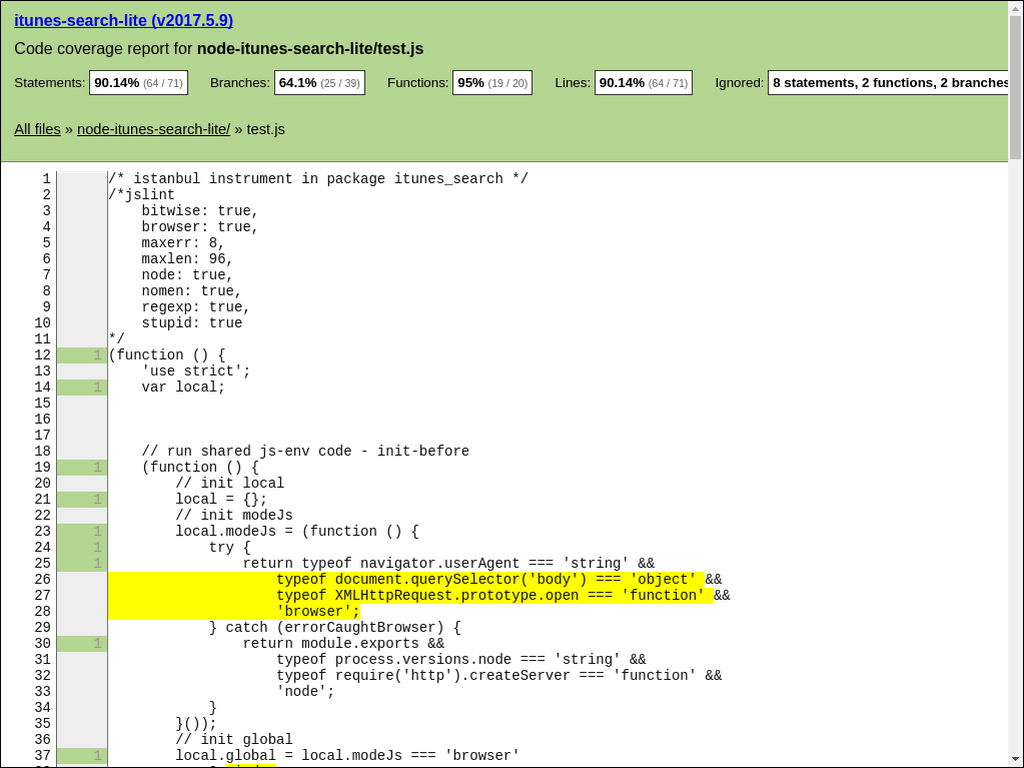 itunes-search-lite (v2017.5.9)
Code coverage report for node-itunes-search-lite/test.js
Statements: 90.14% (64 / 71) Branches: 64.1% (25 / 39) Functions: 95% (19 / 20) Lines: 90.14% (64 / 71) Ignored: 8 statements, 2 functions, 2 branches
All files » node-itunes-search-lite/ » test.js
1 /* istanbul instrument in package itunes_search */
2 /*jslint
3     bitwise: true,
4     browser: true,
5     maxerr: 8,
6     maxlen: 96,
7     node: true,
8     nomen: true,
9     regexp: true,
10     stupid: true
11 */
12 1 (function () {
13     'use strict';
14 1     var local;
15
16
17
18     // run shared js-env code - init-before
19 1     (function () {
20         // init local
21 1         local = {};
22         // init modeJs
23 1         local.modeJs = (function () {
24 1             try {
25 1                 return typeof navigator.userAgent === 'string' &&
26                     typeof document.querySelector('body') === 'object' &&
27                     typeof XMLHttpRequest.prototype.open === 'function' &&
28                     'browser';
29             } catch (errorCaughtBrowser) {
30 1                 return module.exports &&
31                     typeof process.versions.node === 'string' &&
32                     typeof require('http').createServer === 'function' &&
33                     'node';
34             }
35         }());
36         // init global
37 1         local.global = local.modeJs === 'browser'